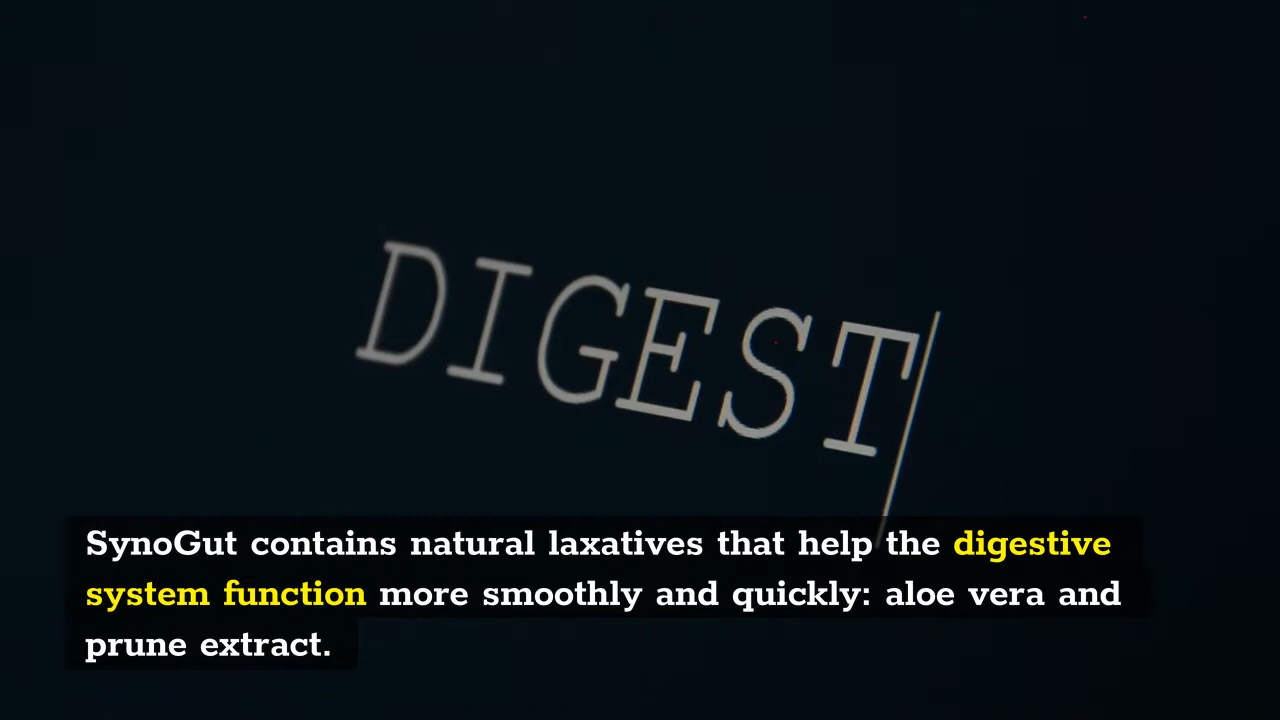 DIGEST
SynoGut contains natural laxatives that help the digestive
system function more smoothly and quickly: aloe vera and
prune extract.